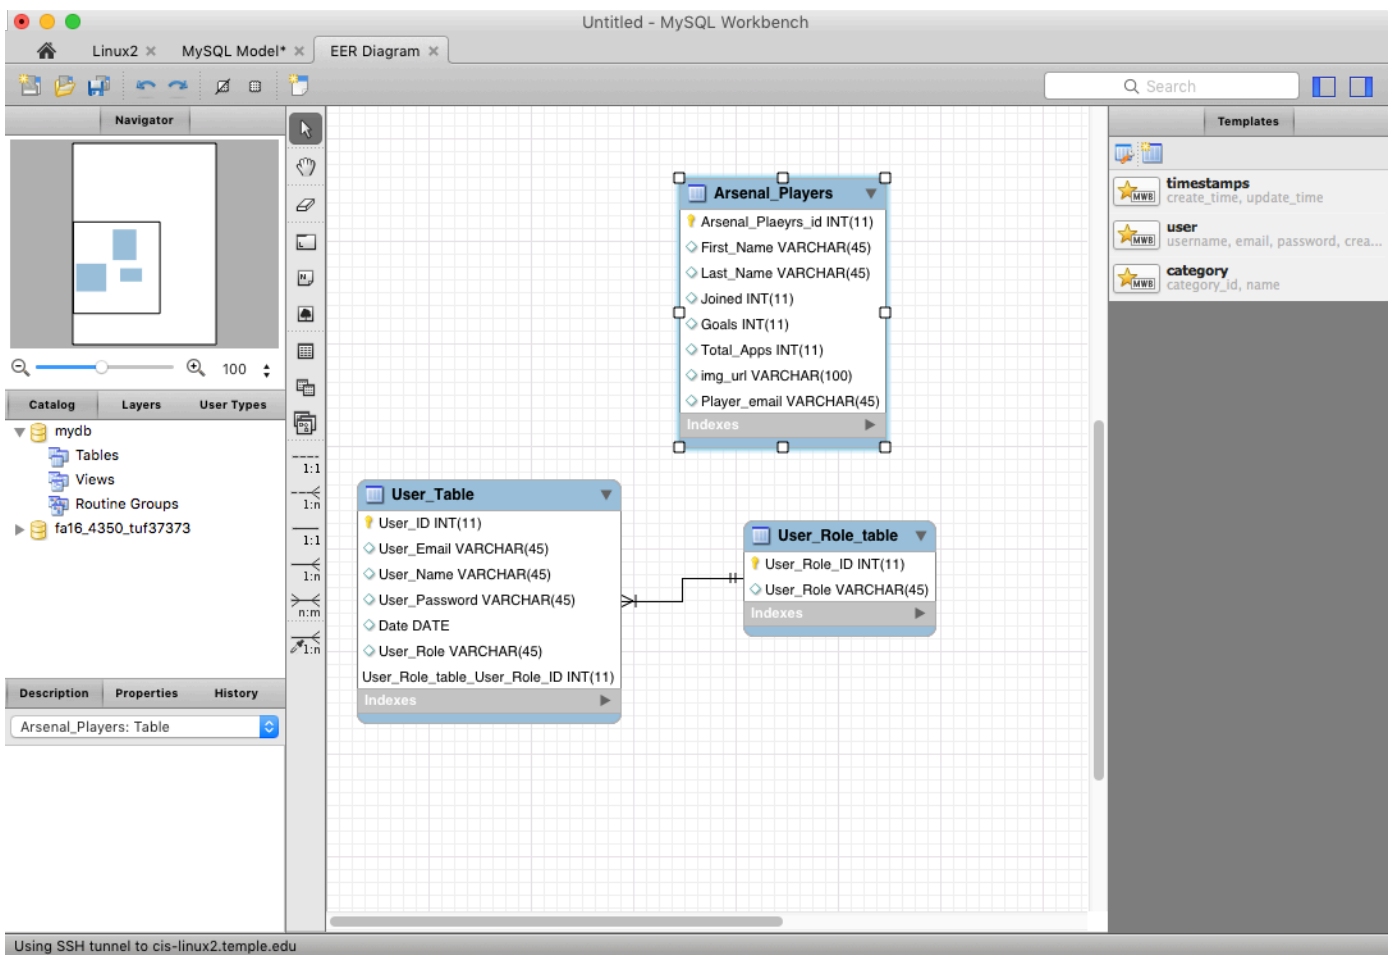 Untitled - MySQL Workbench
Linux2
MySQL Model*
EER Diagram
Search
Navigator
100
Catalog
Layers
User Types
mydb
Tables
Views
Routine Groups
fa16_4350_tuf37373
Description
Properties
History
Arsenal_Players: Table
L
N
1:1
1:n
1:1
1:n
n:m
1:n
Arsenal_Players
Arsenal_Plaeyrs_id INT(11)
First_Name VARCHAR(45)
Last_Name VARCHAR(45)
Joined INT(11)
Goals INT(11)
Total_Apps INT(11)
img_url VARCHAR(100)
Player_email VARCHAR(45)
Indexes
User_Table
User_ID INT(11)
User_Email VARCHAR(45)
User_Name VARCHAR(45)
User_Password VARCHAR(45)
Date DATE
User_Role VARCHAR(45)
User_Role_table_User_Role_ID INT(11)
Indexes
User_Role_table
User_Role_ID INT(11)
User_Role VARCHAR(45)
Indexes
Templates
MWB
timestamps
create_time, update_time
MWB
user
username, email, password, crea...
MWB
category
category_id, name
Using SSH tunnel to cis-linux2.temple.edu